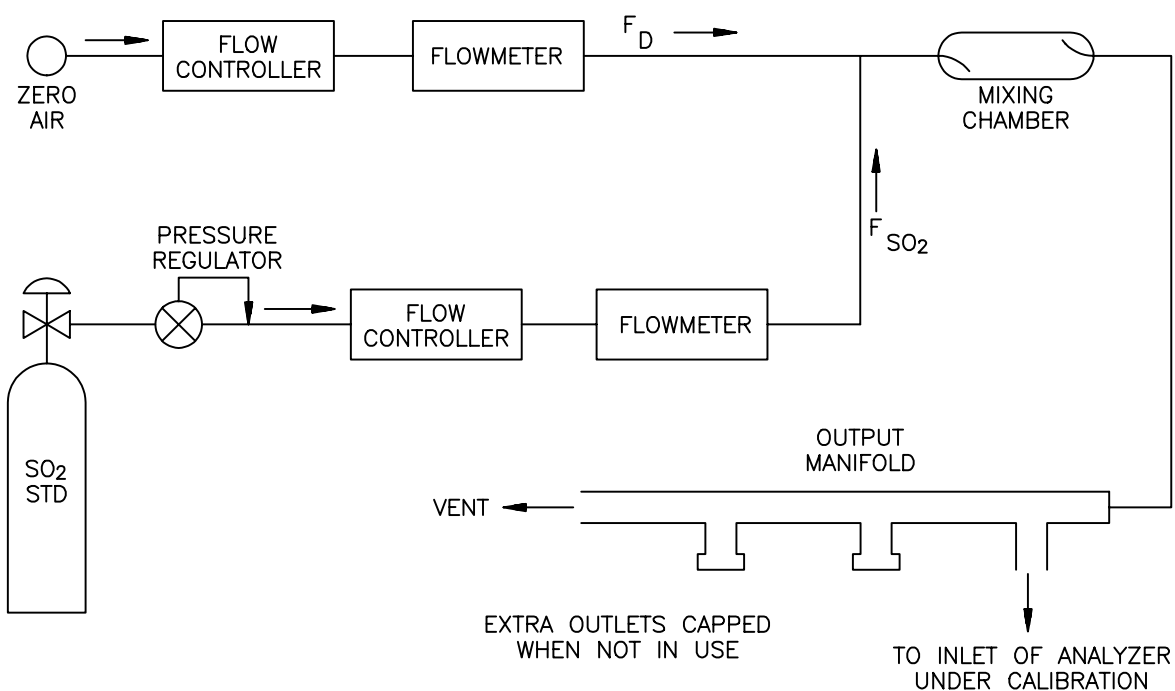 ZERO
AIR
FLOW
CONTROLLER
FLOWMETER
F D
MIXING
CHAMBER
F SO2
PRESSURE
REGULATOR
FLOW
CONTROLLER
FLOWMETER
SO2
STD
OUTPUT
MANIFOLD
VENT
EXTRA OUTLETS CAPPED
WHEN NOT IN USE
TO INLET OF ANALYZER
UNDER CALIBRATION